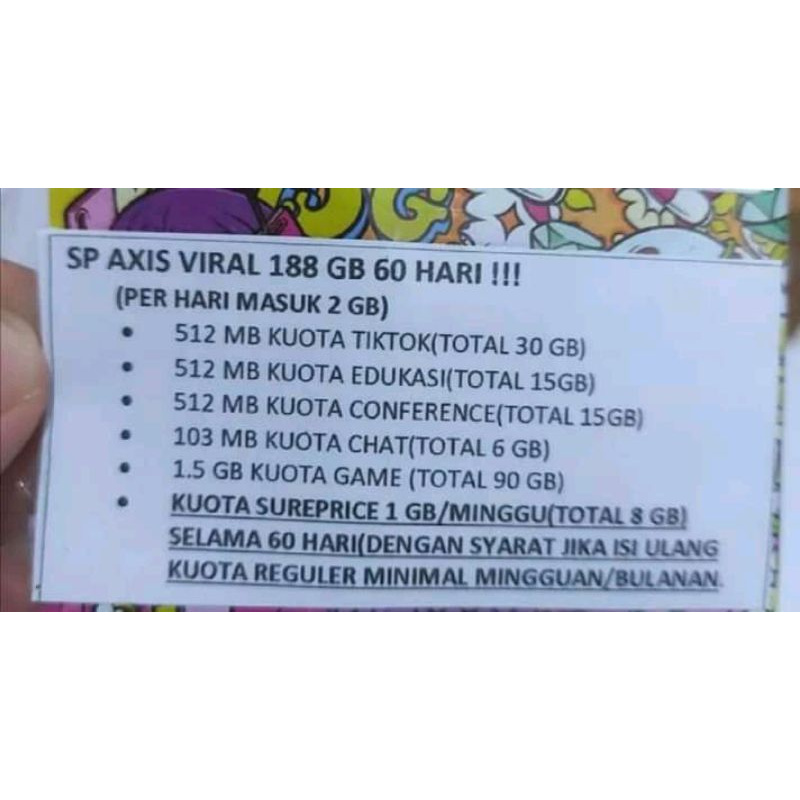 OG
SP AXIS VIRAL 188 GB 60 HARI !!!
(PER HARI MASUK 2 GB)
• 512 MB KUOTA TIKTOK(TOTAL 30 GB)
• 512 MB KUOTA EDUKASI(TOTAL 15GB)
• 512 MB KUOTA CONFERENCE(TOTAL 15GB)
• 103 MB KUOTA CHAT(TOTAL 6 GB)
• 1.5 GB KUOTA GAME (TOTAL 90 GB)
• KUOTA SUREPRICE 1 GB/MINGGU(TOTAL 8 GB)
SELAMA 60 HARI(DENGAN SYARAT JIKA ISI ULANG
KUOTA REGULER MINIMAL MINGGUAN/BULANAN.